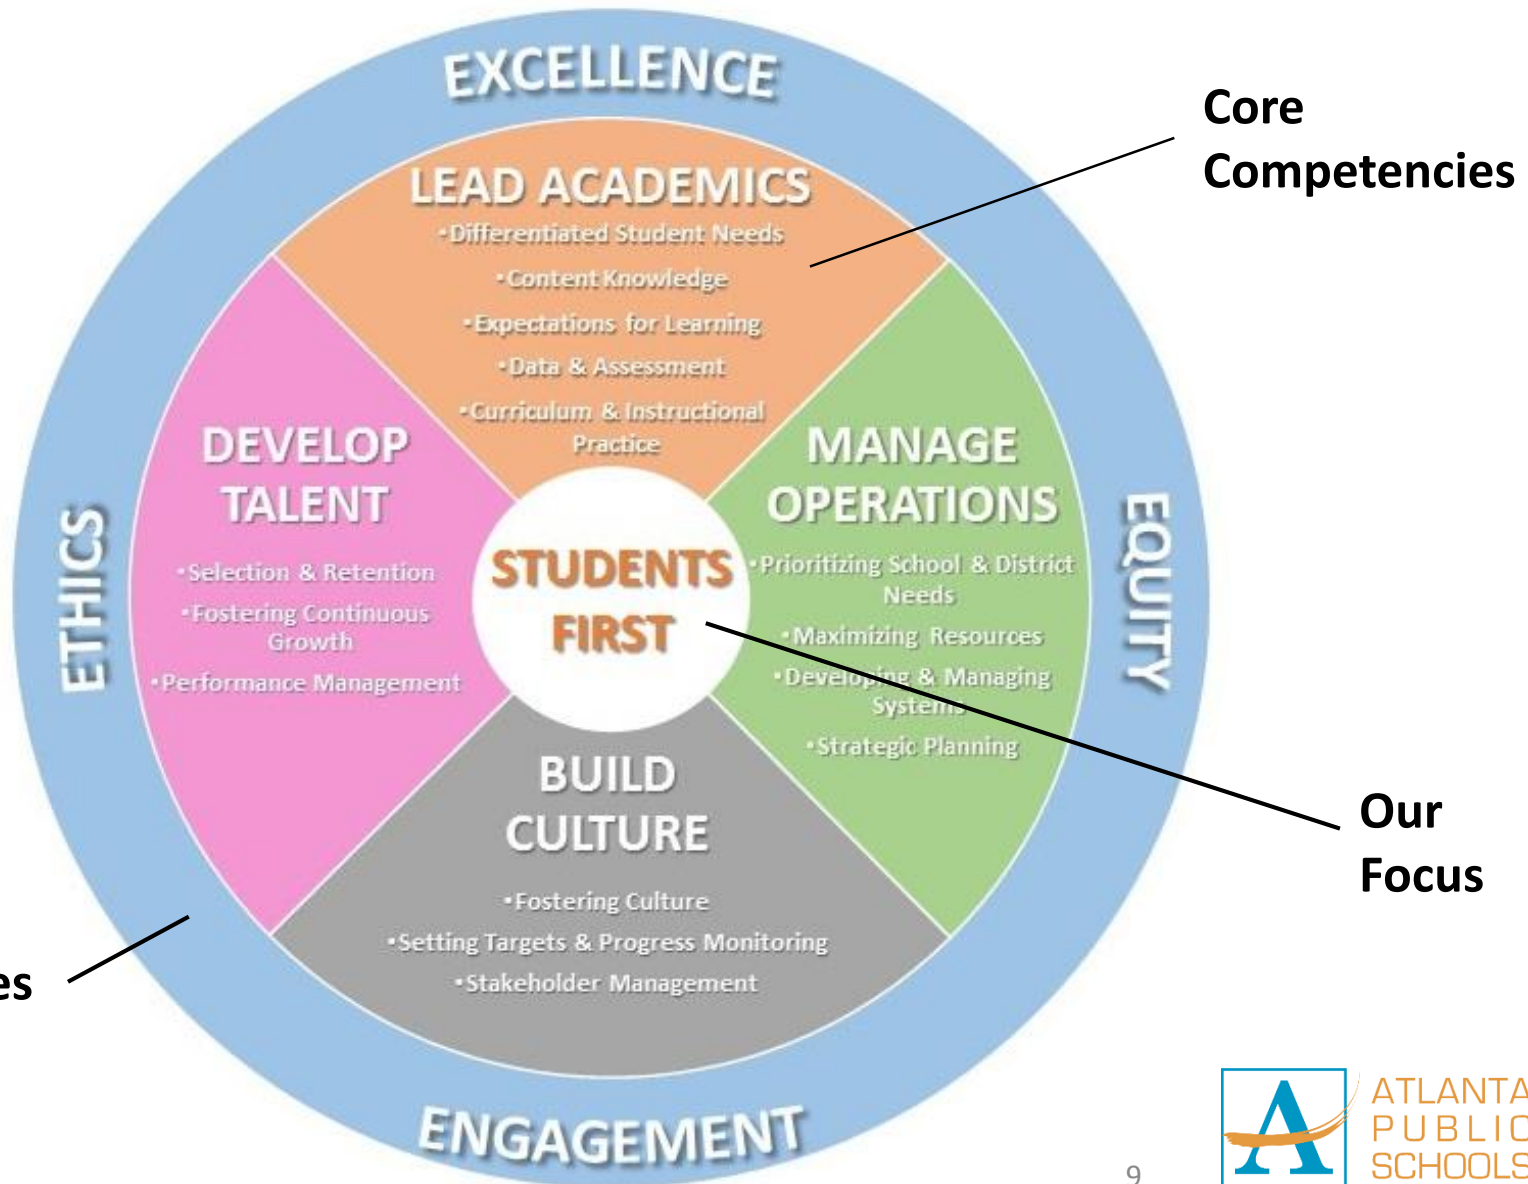 EXCELLENCE
Core
Competencies
LEAD ACADEMICS
•Differentiated Student Needs
•Content Knowledge
•Expectations for Learning
•Data & Assessment
•Curriculum & Instructional
Practice
DEVELOP
TALENT
•Selection & Retention
•Fostering Continuous
Growth
•Performance Management
MANAGE
OPERATIONS
•Prioritizing School & District
Needs
•Maximizing Resources
•Developing & Managing
Systems
•Strategic Planning
STUDENTS
FIRST
ETHICS
EQUITY
Our
Focus
BUILD
CULTURE
•Fostering Culture
•Setting Targets & Progress Monitoring
•Stakeholder Management
ENGAGEMENT
9
ATLANTA
PUBLIC
SCHOOLS